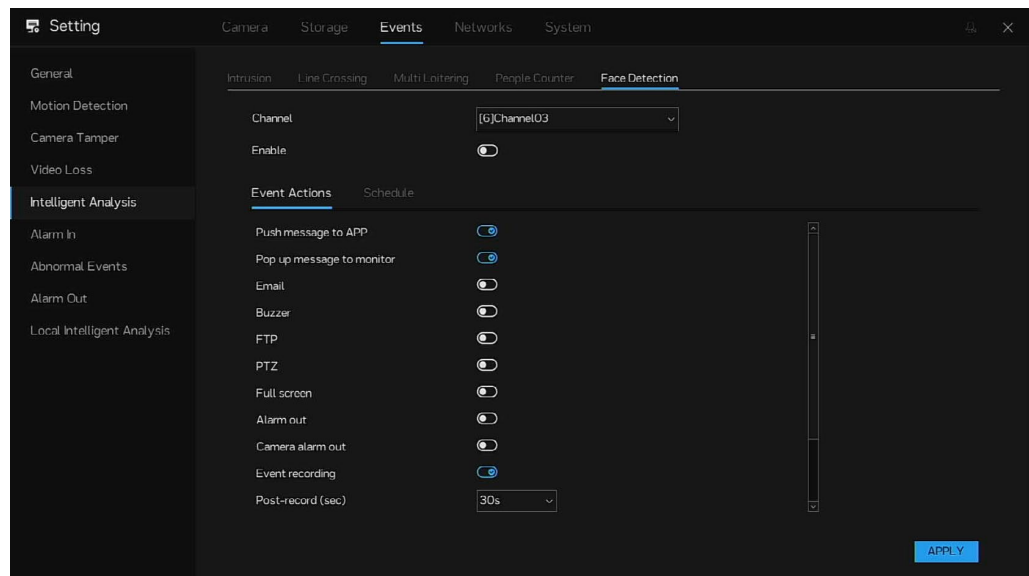 Setting Camera Storage Events Networks System
General
Motion Detection
Camera Tamper
Video Loss
Intelligent Analysis
Alarm In
Abnormal Events
Alarm Out
Local Intelligent Analysis
Intrusion Line Crossing Multi Loitering People Counter Face Detection
Channel [6]Channel03
Enable
Event Actions Schedule
Push message to APP
Pop up message to monitor
Email
Buzzer
FTP
PTZ
Full screen
Alarm out
Camera alarm out
Event recording
Post-record (sec) 30s
APPLY